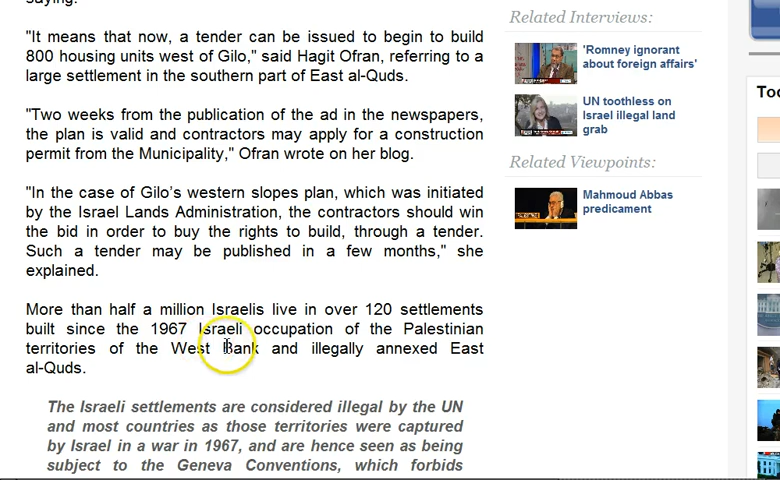 saying.
"It means that now, a tender can be issued to begin to build
800 housing units west of Gilo," said Hagit Ofran, referring to a
large settlement in the southern part of East al-Quds.
"Two weeks from the publication of the ad in the newspapers,
the plan is valid and contractors may apply for a construction
permit from the Municipality," Ofran wrote on her blog.
"In the case of Gilo’s western slopes plan, which was initiated
by the Israel Lands Administration, the contractors should win
the bid in order to buy the rights to build, through a tender.
Such a tender may be published in a few months," she
explained.
More than half a million Israelis live in over 120 settlements
built since the 1967 Israeli occupation of the Palestinian
territories of the West Bank and illegally annexed East
al-Quds.
The Israeli settlements are considered illegal by the UN
and most countries as those territories were captured
by Israel in a war in 1967, and are hence seen as being
subject to the Geneva Conventions, which forbids
Related Interviews:
'Romney ignorant
about foreign affairs'
UN toothless on
Israel illegal land
grab
Related Viewpoints:
Mahmoud Abbas
predicament